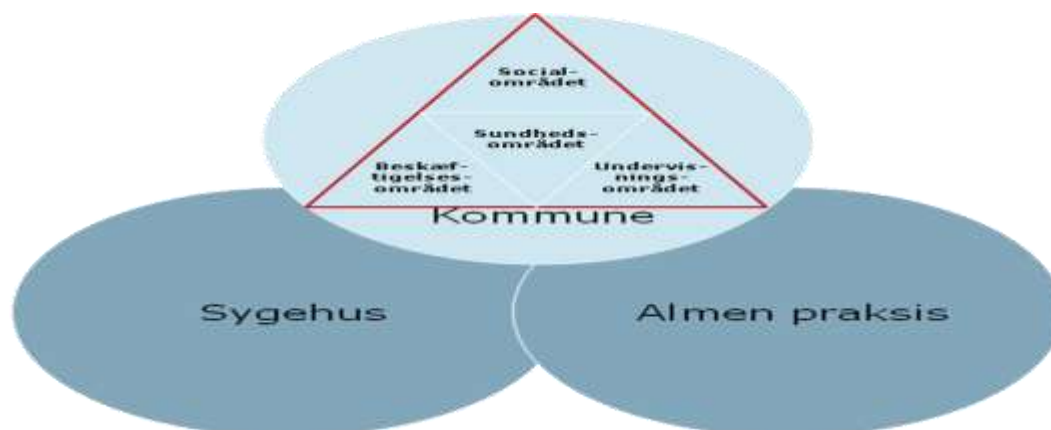 Social-
området
Sundheds-
området
Beskæf-
tigelses-
området
Undervis-
nings-
området
Kommune
Sygehus
Almen praksis